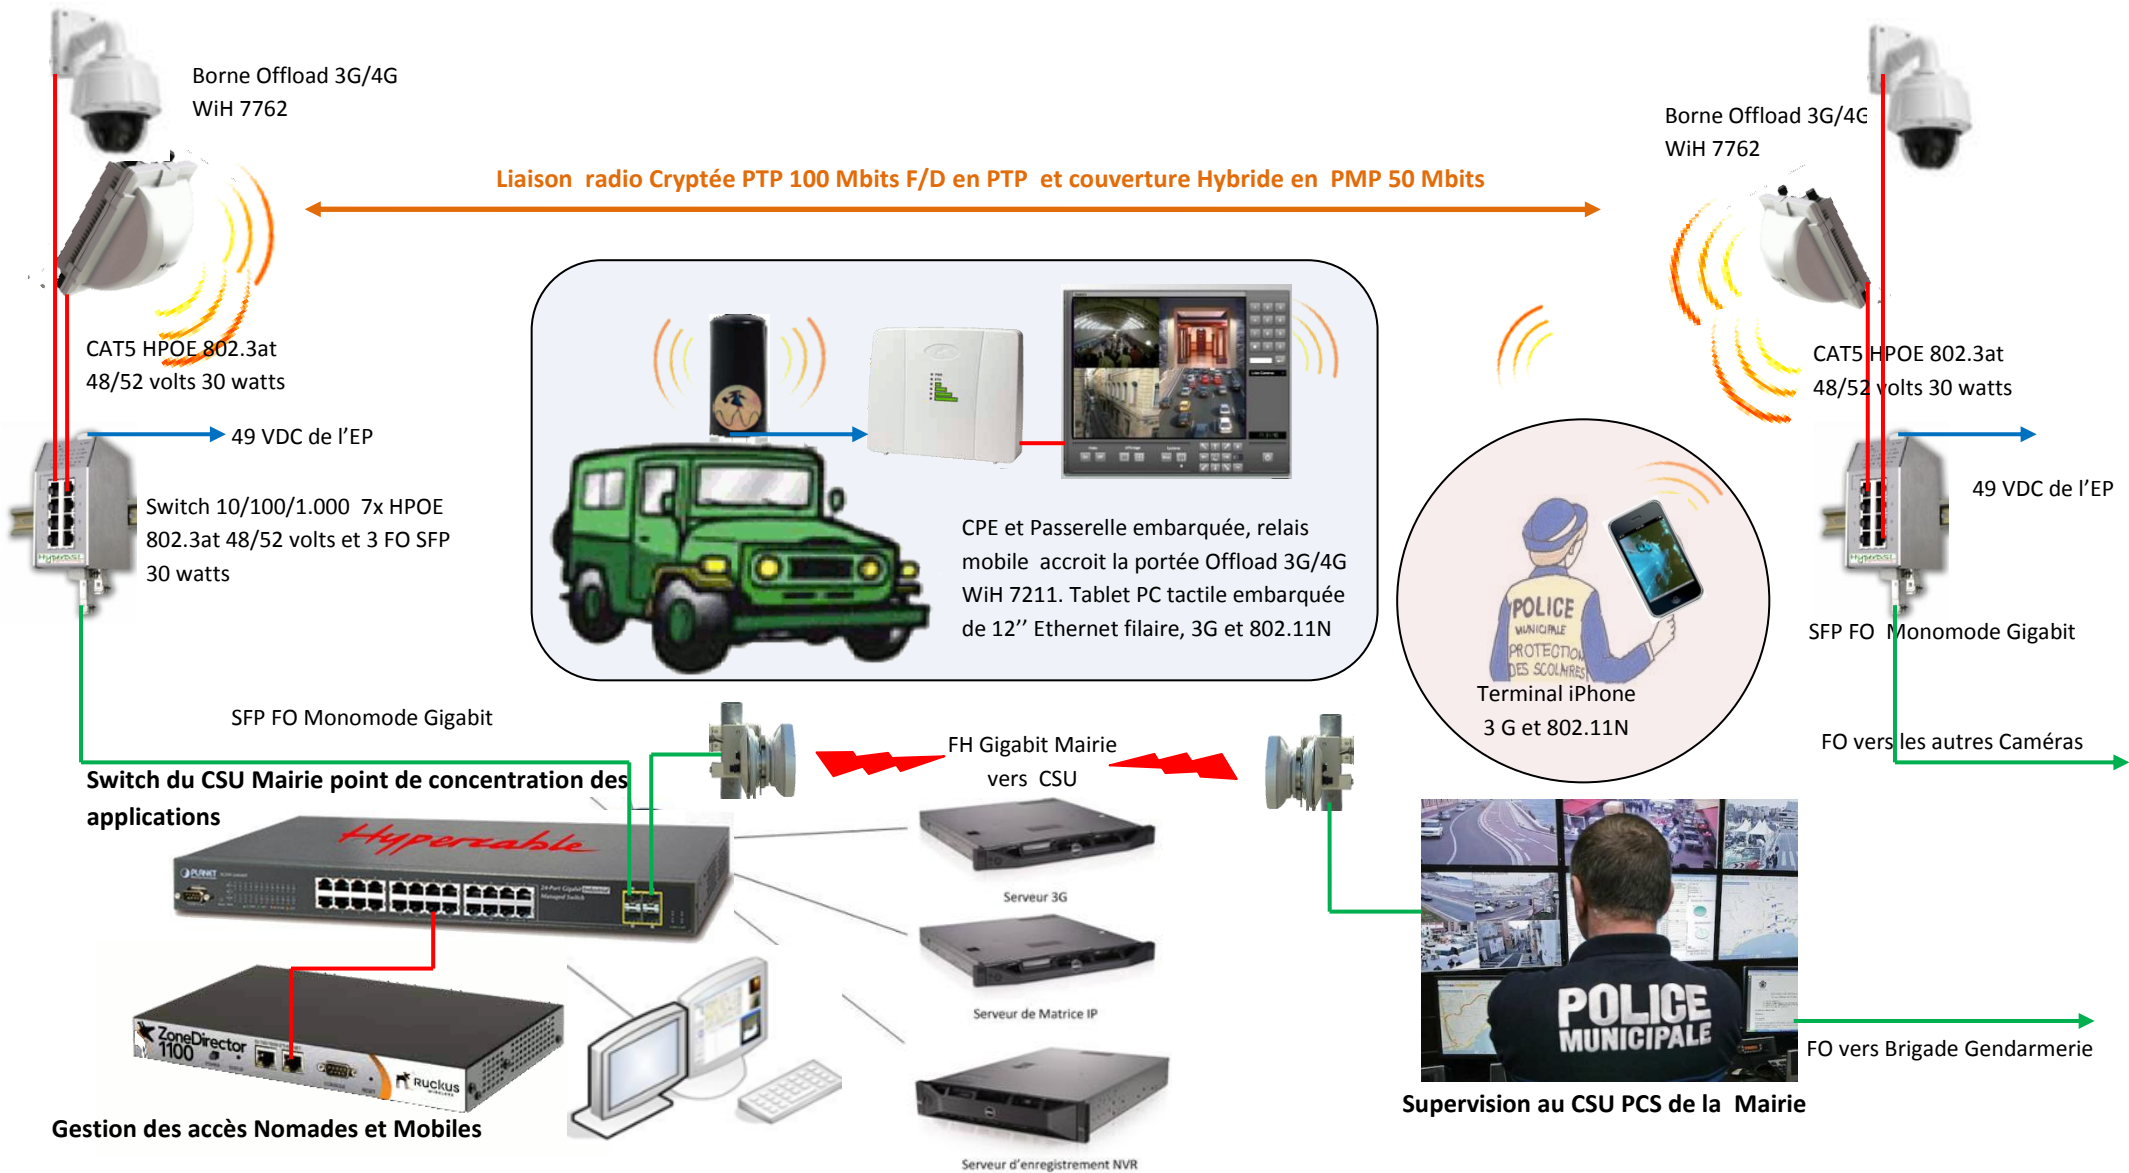 Borne Offload 3G/4G
WiH 7762
Borne Offload 3G/4G
WiH 7762
Liaison radio Cryptée PTP 100 Mbits F/D en PTP et couverture Hybride en PMP 50 Mbits
CAT5 HPOE 802.3at
48/52 volts 30 watts
CAT5 HPOE 802.3at
48/52 volts 30 watts
49 VDC de l’EP
49 VDC de l’EP
Switch 10/100/1.000 7x HPOE
802.3at 48/52 volts et 3 FO SFP
30 watts
CPE et Passerelle embarquée, relais
mobile accroit la portée Offload 3G/4G
WiH 7211. Tablet PC tactile embarquée
de 12’’ Ethernet filaire, 3G et 802.11N
POLICE
MUNICIPALE
PROTECTION
DES SCOLAIRES
Terminal iPhone
3 G et 802.11N
SFP FO Monomode Gigabit
SFP FO Monomode Gigabit
FO vers les autres Caméras
FH Gigabit Mairie
vers CSU
Switch du CSU Mairie point de concentration des
applications
Hypercable
PLANET
24-Port Gigabit
Managed Switch
Serveur 3G
Serveur de Matrice IP
Serveur d’enregistrement NVR
ZoneDirector
1100
Ruckus
WIRELESS
Gestion des accès Nomades et Mobiles
POLICE
MUNICIPALE
FO vers Brigade Gendarmerie
Supervision au CSU PCS de la Mairie